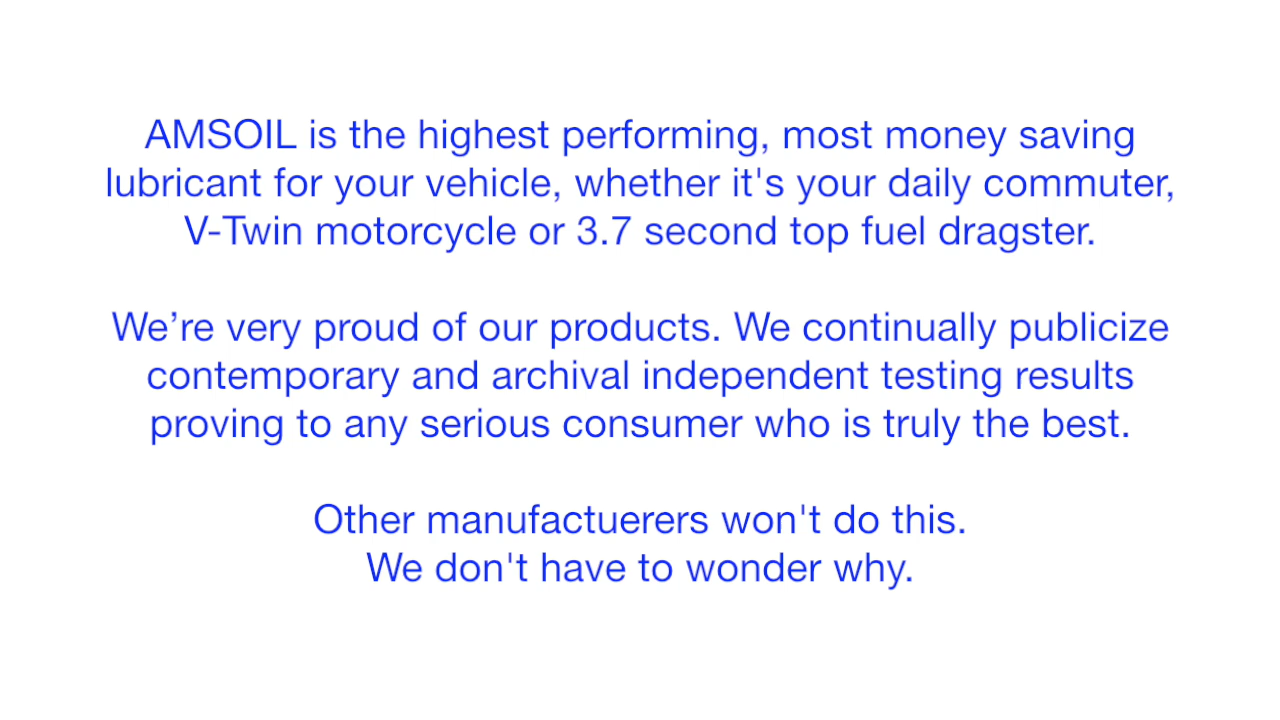 AMSOIL is the highest performing, most money saving
lubricant for your vehicle, whether it's your daily commuter,
V-Twin motorcycle or 3.7 second top fuel dragster.
We’re very proud of our products. We continually publicize
contemporary and archival independent testing results
proving to any serious consumer who is truly the best.
Other manufactuerers won't do this.
We don't have to wonder why.